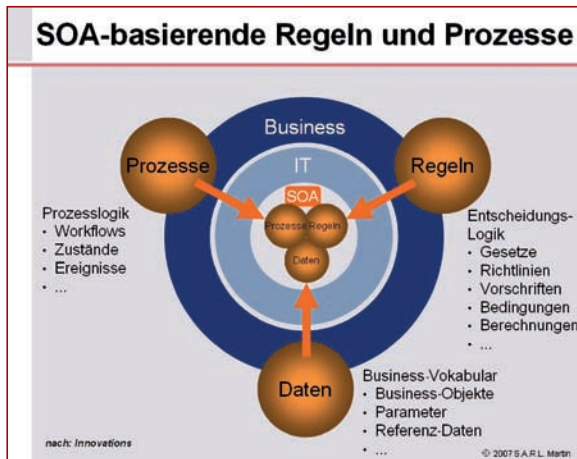 SOA-basierende Regeln und Prozesse
Business
IT
SOA
Prozesse
Regeln
Prozesse Regeln
Daten
Prozesslogik
• Workflows
• Zustände
• Ereignisse
• ...
Entscheidungs-
Logik
• Gesetze
• Richtlinien
• Vorschriften
• Bedingungen
• Berechnungen
• ...
Daten
Business-Vokabular
• Business-Objekte
• Parameter
• Referenz-Daten
• ...
nach: Innovations
© 2007 S.A.R.L. Martin